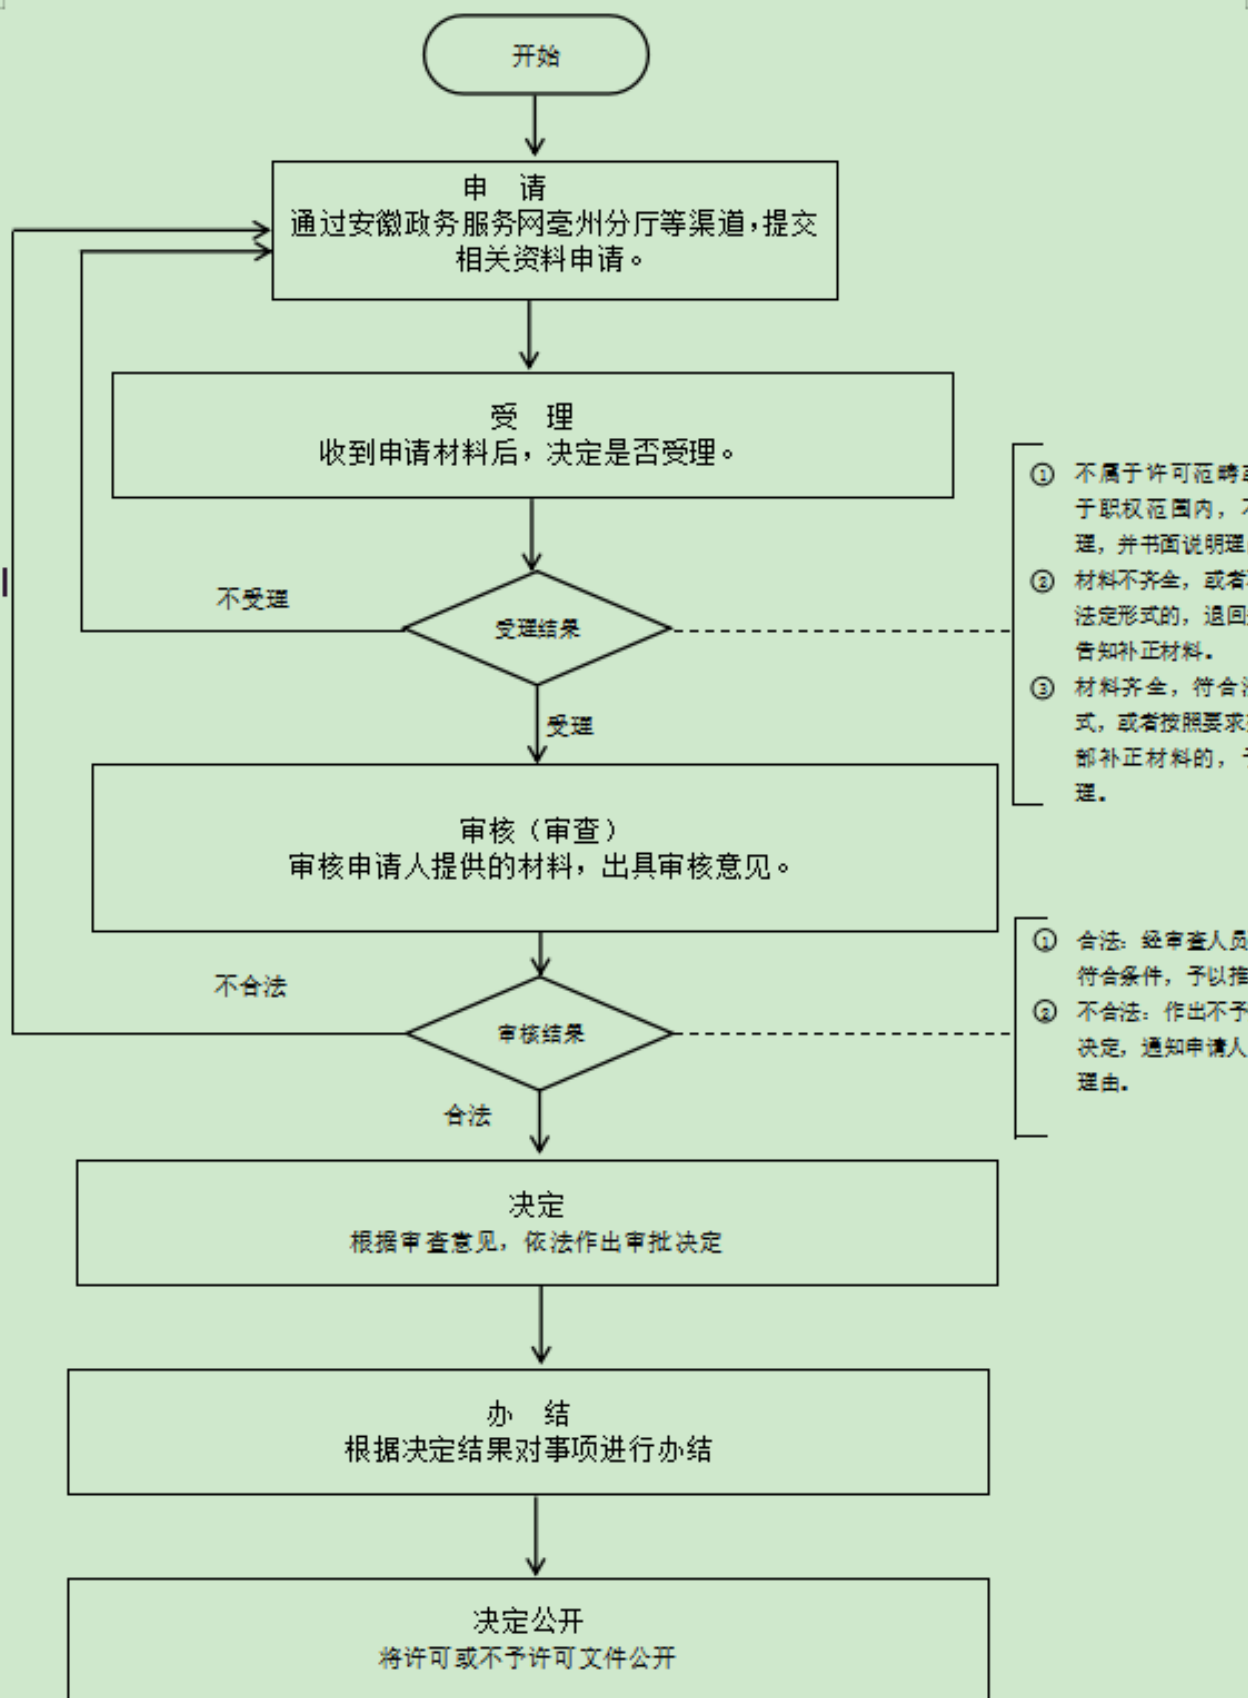 开始
申 请
通过安徽政务服务网亳州分厅等渠道,提交
相关资料申请。
受 理
收到申请材料后,决定是否受理。
① 不属于许可范畴
于职权范围内,不
理,并书面说明理
② 材料不齐全,或者
法定形式的,退回
告知补正材料。
③ 材料齐全,符合
式,或者按照要求
部补正材料的,予
理。
不受理
受理结果
受理
审核(审查)
审核申请人提供的材料,出具审核意见。
① 合法:经审查人员
符合条件,予以推
② 不合法:作出不予
决定,通知申请人
理由。
不合法
审核结果
合法
决定
根据审查意见,依法作出审批决定
办 结
根据决定结果对事项进行办结
决定公开
将许可或不予许可文件公开